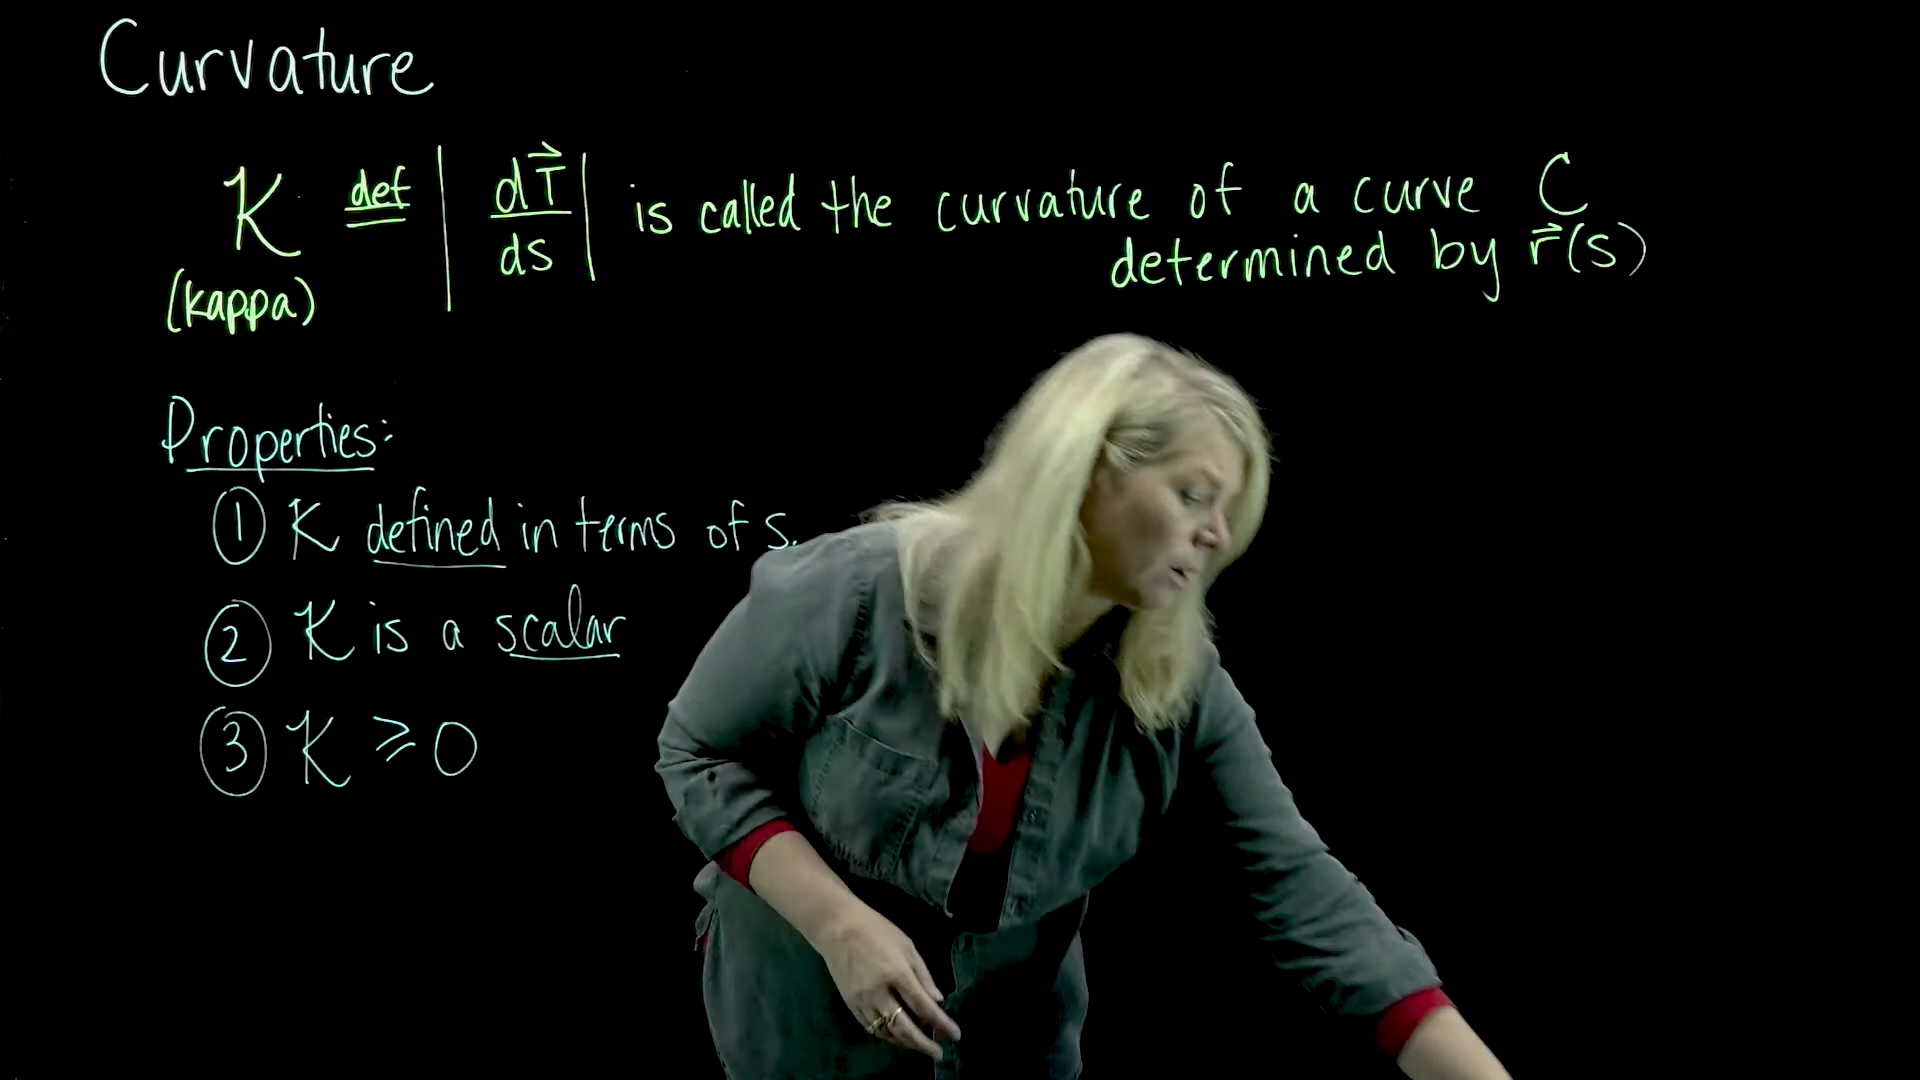 Curvature
K def | dT⃗/ds | is called the curvature of a curve C
determined by r⃗(s)
(kappa)
Properties:
① K defined in terms of s.
② K is a scalar
③ K ⩾ 0